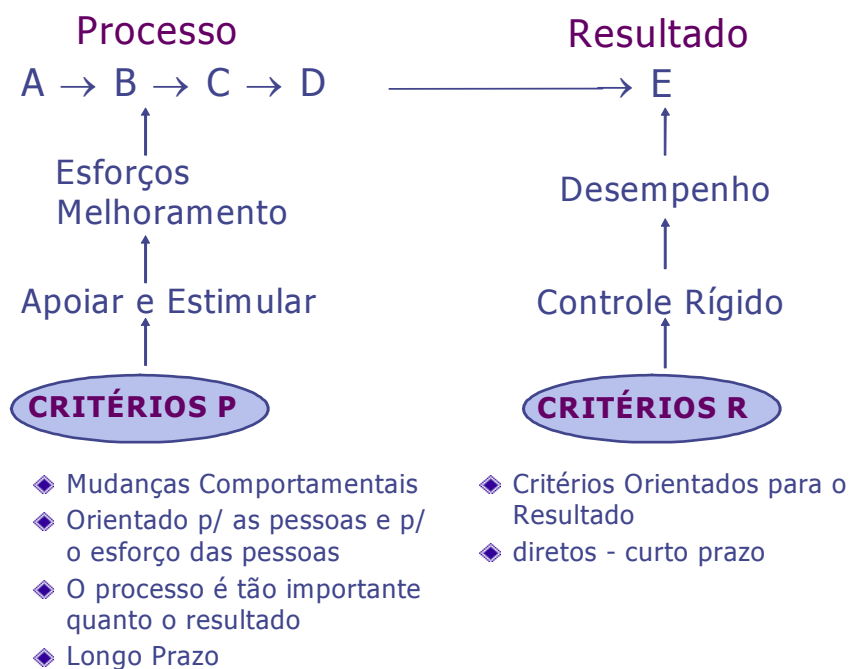 Processo
A → B → C → D → E
Esforços
Melhoramento
Apoiar e Estimular
CRITÉRIOS P
Mudanças Comportamentais
Orientado p/ as pessoas e p/
o esforço das pessoas
O processo é tão importante
quanto o resultado
Longo Prazo
Resultado
Desempenho
Controle Rígido
CRITÉRIOS R
Critérios Orientados para o
Resultado
diretos - curto prazo